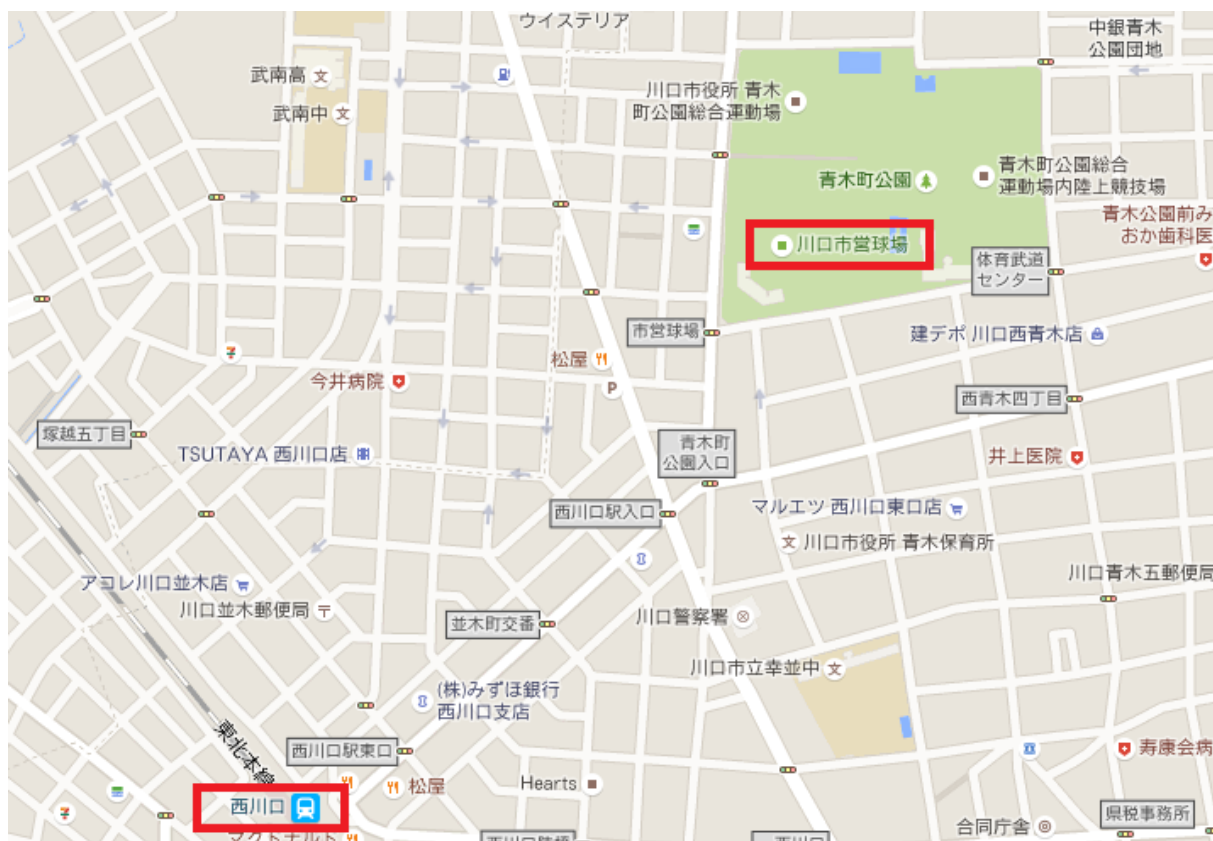 ウイステリア
中銀青木
公園団地
武南高
武南中
川口市役所 青木
町公園総合運動場
青木町公園
青木町公園総合
運動場内陸上競技場
青木公園前み
おか歯科医
川口市営球場
体育武道
センター
市営球場
建デポ 川口西青木店
松屋
今井病院
西青木四丁目
塚越五丁目
TSUTAYA 西川口店
青木町
公園入口
井上医院
西川口駅入口
マルエツ 西川口東口店
川口市役所 青木保育所
アコレ川口並木店
川口並木郵便局
川口青木五郵便局
並木町交番
川口警察署
川口市立幸並中
(株)みずほ銀行
西川口支店
東北本線
西川口駅東口
寿康会病
松屋
Hearts
西川口
県税事務所
合同庁舎
P